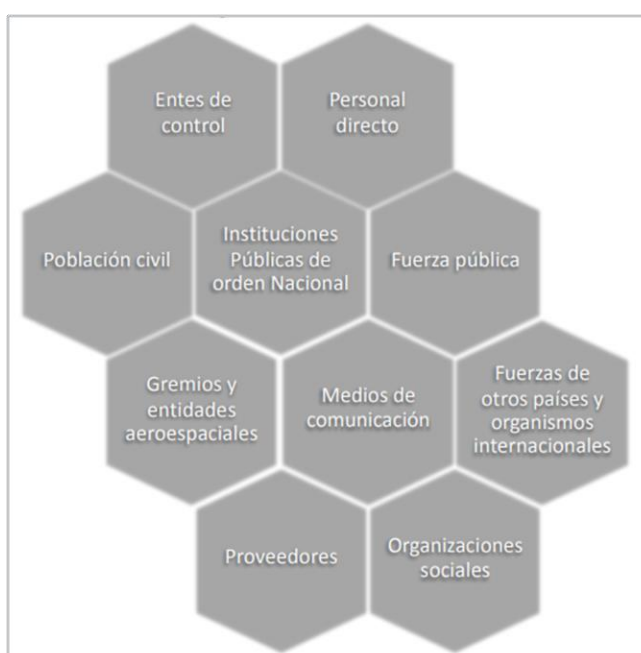 Entes de
control
Personal
directo
Población civil
Instituciones
Públicas de
orden Nacional
Fuerza pública
Gremios y
entidades
aeroespaciales
Medios de
comunicación
Fuerzas de
otros países y
organismos
internacionales
Proveedores
Organizaciones
sociales